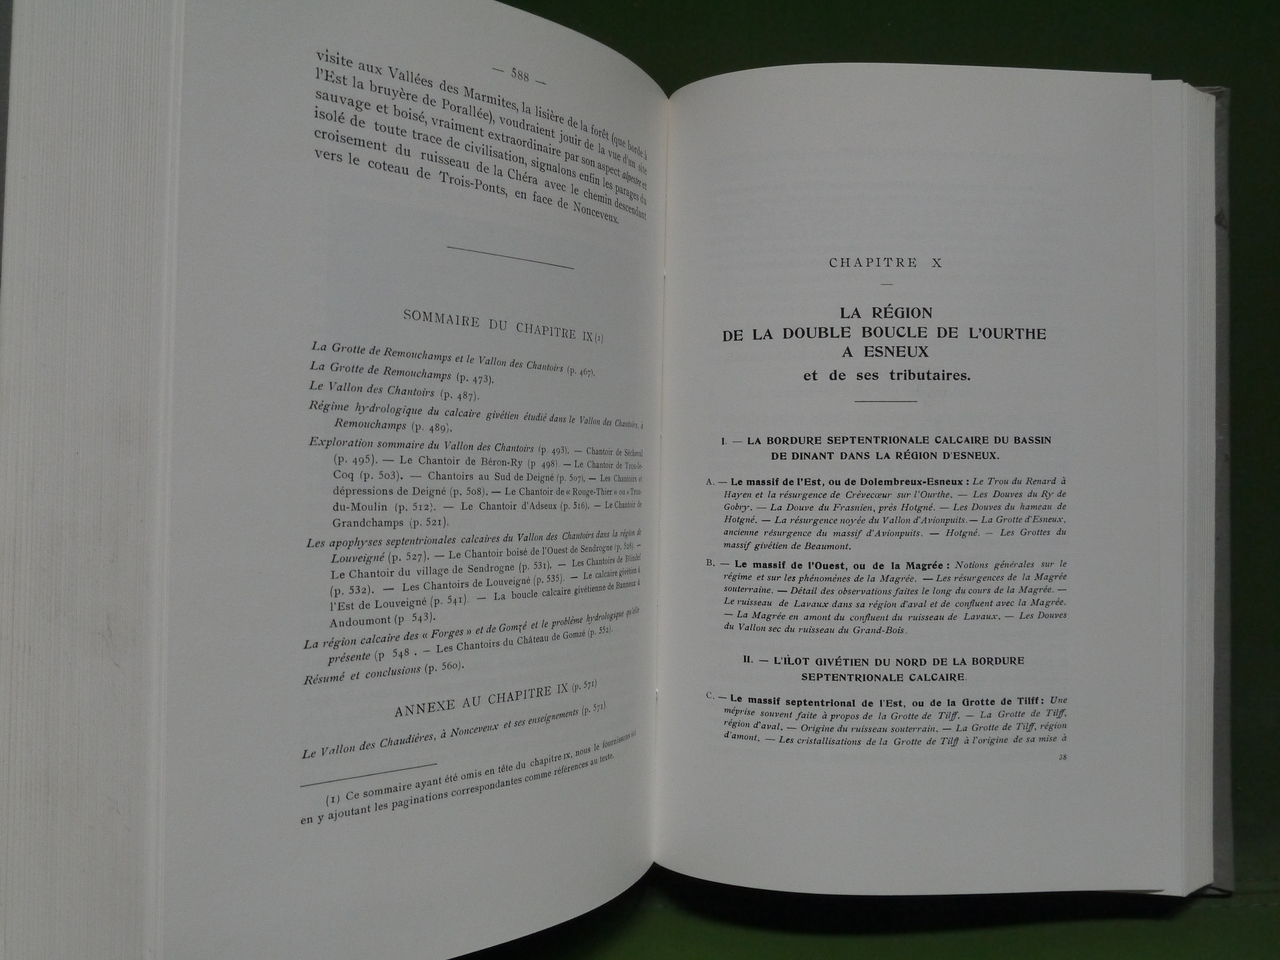 — 588 —
visite aux Vallées des Marmites, la lisière de la forêt (que borde à
l'Est la bruyère de Porallée), voudraient jouir de la vue d'un site
sauvage et boisé, vraiment extraordinaire par son aspect alpestre et
isolé de toute trace de civilisation, signalons enfin les parages du
croisement du ruisseau de la Chéra avec le chemin descendant
vers le coteau de Trois-Ponts, en face de Nonceveux.
SOMMAIRE DU CHAPITRE IX (1)
La Grotte de Remouchamps et le Vallon des Chantoirs (p. 467).
La Grotte de Remouchamps (p. 473).
Le Vallon des Chantoirs (p. 487).
Régime hydrologique du calcaire givétien étudié dans le Vallon des Chantoirs, à
Remouchamps (p. 489).
Exploration sommaire du Vallon des Chantoirs (p. 493). — Chantoir de Sécheval
(p. 495). — Le Chantoir de Béron-Ry (p 498). — Le Chantoir de Trou-le-
Coq (p. 503). — Chantoirs au Sud de Deigné (p. 507). — Les Chantoirs et
dépressions de Deigné (p. 508). — Le Chantoir de « Rouge-Thier » ou « Trou-
du-Moulin (p. 512). — Le Chantoir d'Adseux (p. 516). — Le Chantoir de
Grandchamps (p. 521).
Les apophyses septentrionales calcaires du Vallon des Chantoirs dans la région de
Louveigné (p. 527). — Le Chantoir boisé de l'Ouest de Sendrogne (p. 528). —
Le Chantoir du village de Sendrogne (p. 531). — Les Chantoirs de
(p. 532). — Les Chantoirs de Louveigné (p. 535). — Le calcaire givétien à
l'Est de Louveigné (p. 541). — La boucle calcaire givétienne de Banneux à
Andoumont (p 543).
La région calcaire des « Forges » et de Gomzé et le problème hydrologique qu'elle
présente (p 548 . — Les Chantoirs du Château de Gomzé (p. 552).
Résumé et conclusions (p. 560).
ANNEXE AU CHAPITRE IX (p. 571)
Le Vallon des Chaudières, à Nonceveux et ses enseignements (p. 571).
(1) Ce sommaire ayant été omis en tête du chapitre IX, nous le fournissons ici
en y ajoutant les paginations correspondantes comme références au texte.
CHAPITRE X
LA RÉGION
DE LA DOUBLE BOUCLE DE L'OURTHE
A ESNEUX
et de ses tributaires.
I. — LA BORDURE SEPTENTRIONALE CALCAIRE DU BASSIN
DE DINANT DANS LA RÉGION D'ESNEUX.
A. — Le massif de l'Est, ou de Dolembreux-Esneux : Le Trou du Renard à
Hayen et la résurgence de Crévecœur sur l'Ourthe. — Les Douves du Ry de
Gobry. — La Douve du Frasnien, près Hotgné. — Les Douves du hameau de
Hotgné. — La résurgence noyée du Vallon d'Avionpuits — La Grotte d'Esneux,
ancienne résurgence du massif d'Avionpuits. — Hotgné. — Les Grottes du
massif givétien de Beaumont.
B. — Le massif de l'Ouest, ou de la Magrée : Notions générales sur le
régime et sur les phénomènes de la Magrée. — Les résurgences de la Magrée
souterraine. — Détail des observations faites le long du cours de la Magrée. —
Le ruisseau de Lavaux dans sa région d'aval et de confluent avec la Magrée.
— La Magrée en amont du confluent du ruisseau de Lavaux. — Les Douves
du Vallon sec du ruisseau du Grand-Bois.
II. — L'ILOT GIVÉTIEN DU NORD DE LA BORDURE
SEPTENTRIONALE CALCAIRE.
C. — Le massif septentrional de l'Est, ou de la Grotte de Tilff : Une
méprise souvent faite à propos de la Grotte de Tilff. — La Grotte de Tilff,
région d'aval. — Origine du ruisseau souterrain. — La Grotte de Tilff, région
d'amont. — Les cristallisations de la Grotte de Tilff à l'origine de sa mise à
38